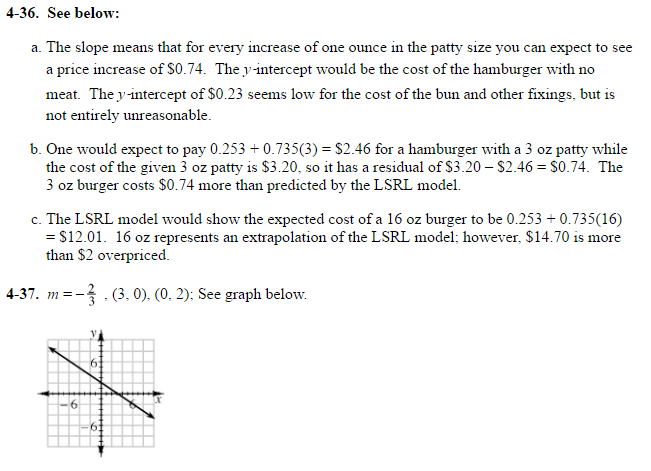 4-36. See below:
a. The slope means that for every increase of one ounce in the patty size you can expect to see
a price increase of $0.74. The y-intercept would be the cost of the hamburger with no
meat. The y-intercept of $0.23 seems low for the cost of the bun and other fixings, but is
not entirely unreasonable.
b. One would expect to pay 0.253 + 0.735(3) = $2.46 for a hamburger with a 3 oz patty while
the cost of the given 3 oz patty is $3.20, so it has a residual of $3.20 – $2.46 = $0.74. The
3 oz burger costs $0.74 more than predicted by the LSRL model.
c. The LSRL model would show the expected cost of a 16 oz burger to be 0.253 + 0.735(16)
= $12.01. 16 oz represents an extrapolation of the LSRL model; however, $14.70 is more
than $2 overpriced.
4-37. m = −2/3 , (3, 0), (0, 2); See graph below.
y
6
−6
6
x
−6